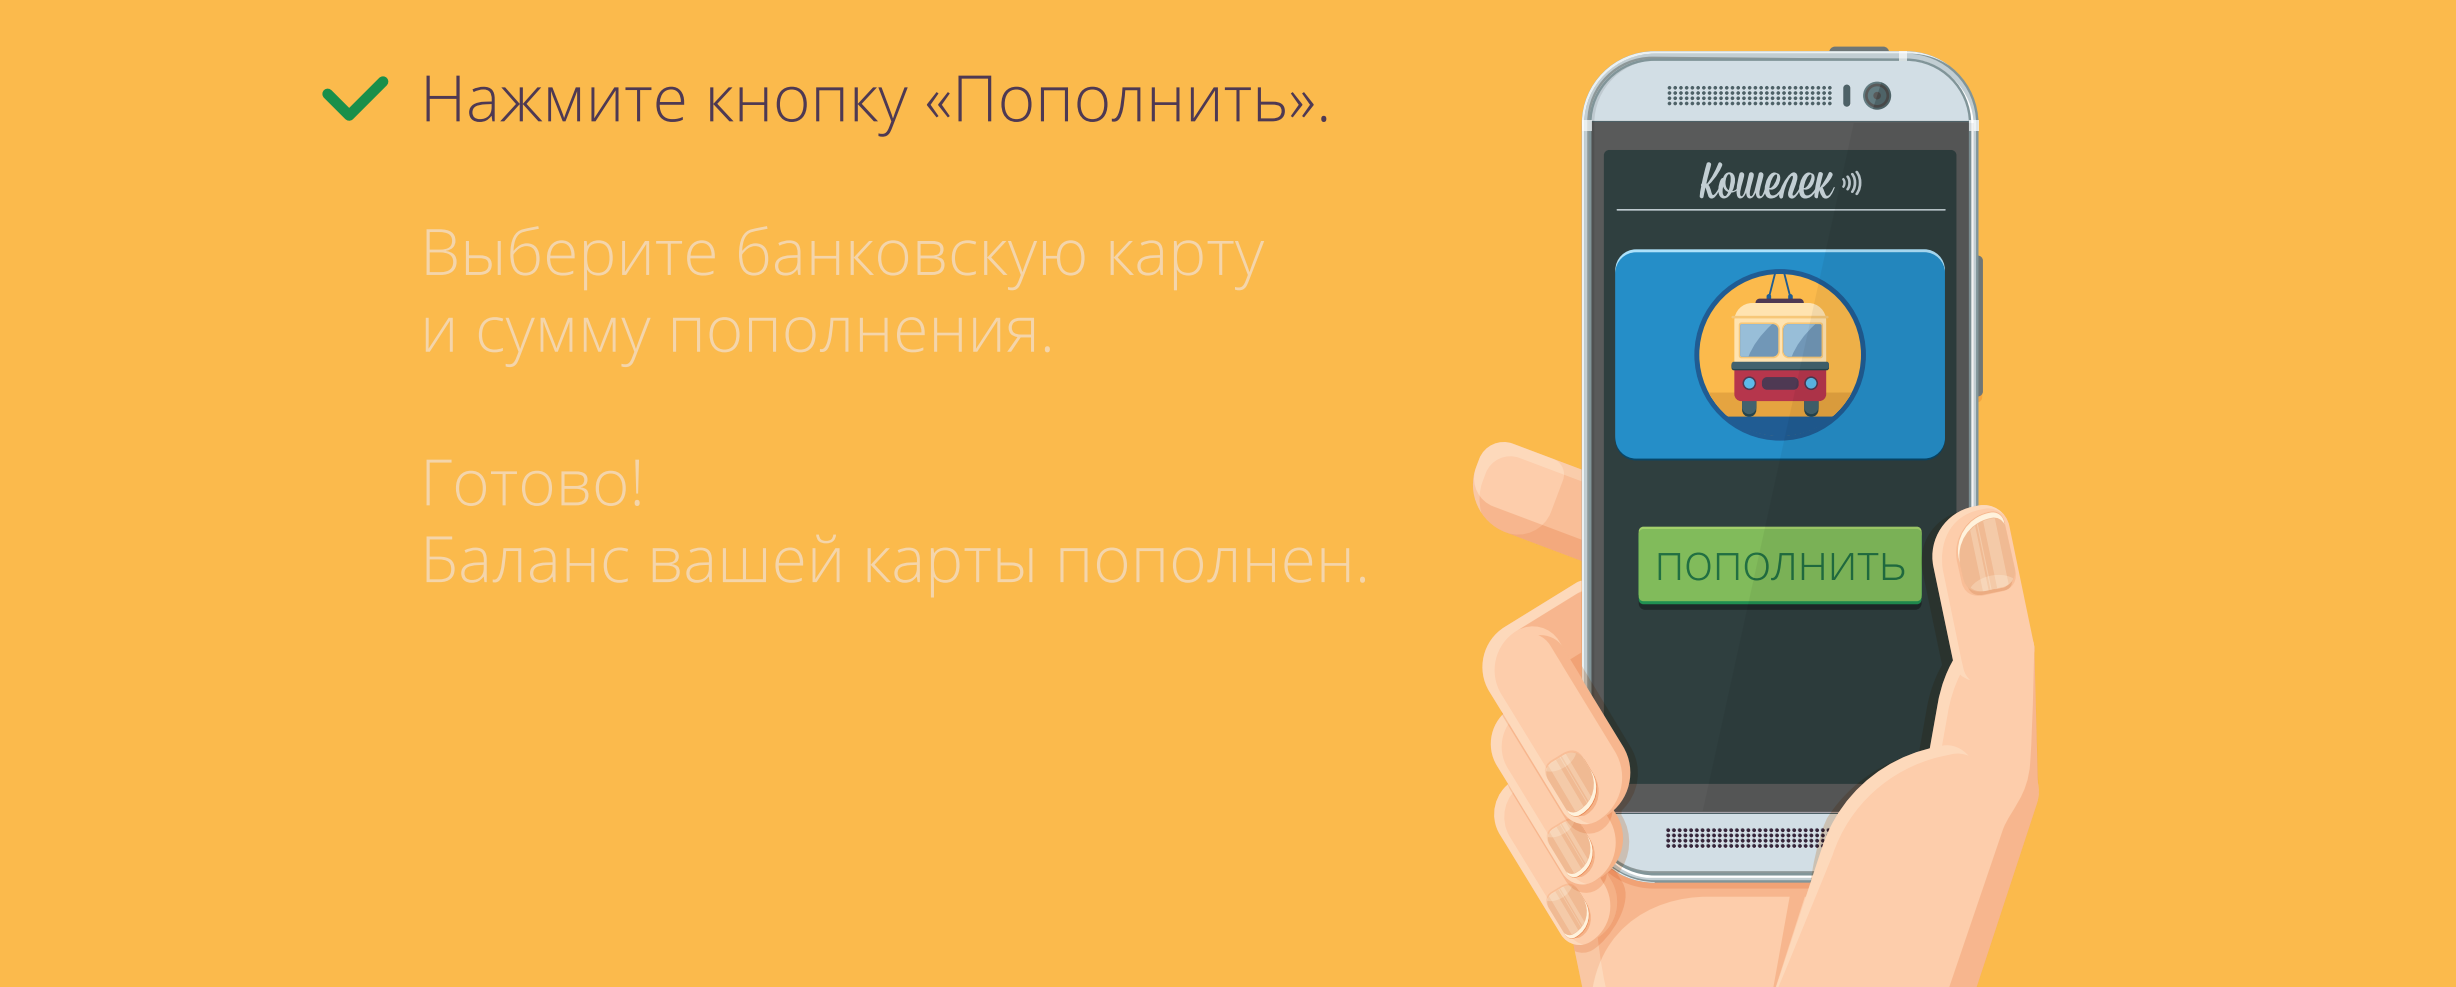 Нажмите кнопку «Пополнить».
Выберите банковскую карту
и сумму пополнения.
Готово!
Баланс вашей карты пополнен.
Кошелек
ПОПОЛНИТЬ